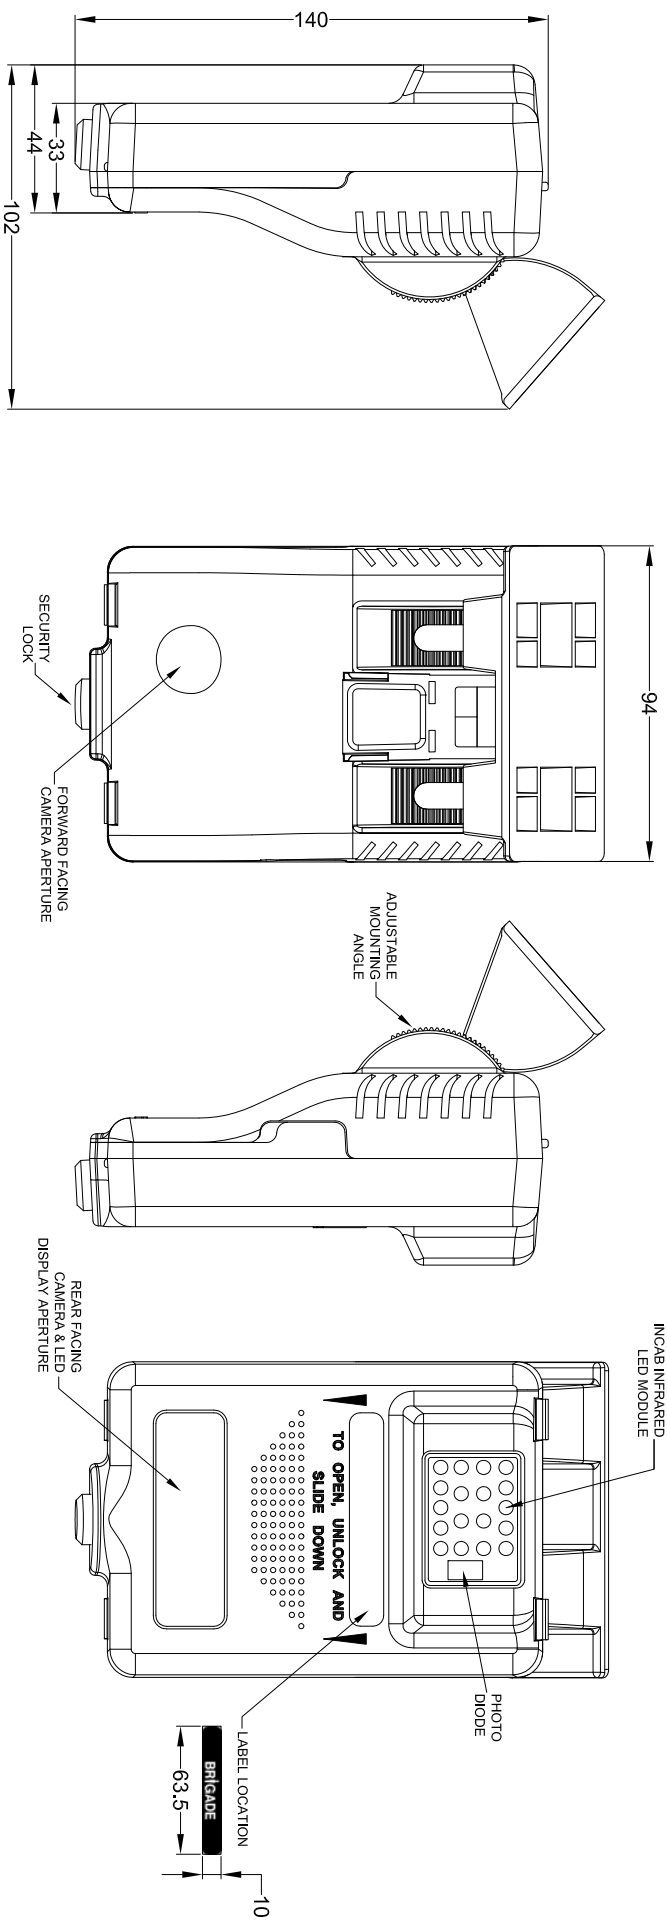 140
33
44
102
94
SECURITY
LOCK
FORWARD FACING
CAMERA APERTURE
ADJUSTABLE
MOUNTING
ANGLE
INCAB INFRARED
LED MODULE
REAR FACING
CAMERA & LED
DISPLAY APERTURE
TO OPEN, UNLOCK AND
SLIDE DOWN
PHOTO
DIODE
LABEL LOCATION
BRIGADE
63.5
10